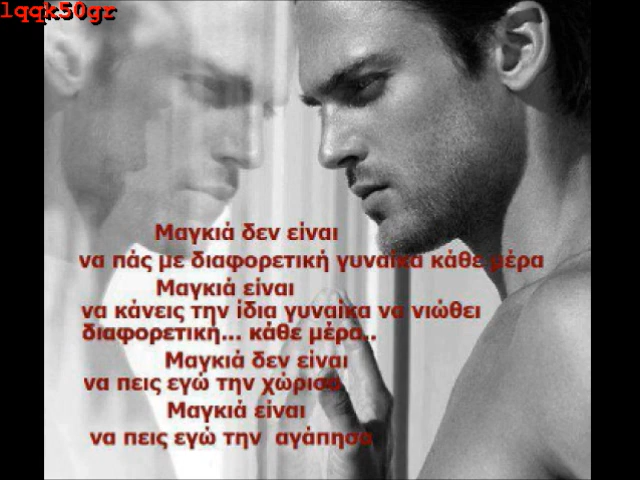 lqqk50gr
Μαγκιά δεν είναι
να πάς με διαφορετική γυναίκα κάθε μέρα
Μαγκιά είναι
να κάνεις την ίδια γυναίκα να νιώθει
διαφορετική... κάθε μέρα..
Μαγκιά δεν είναι
να πεις εγώ την χώρισα
Μαγκιά είναι
να πεις εγώ την αγάπησα